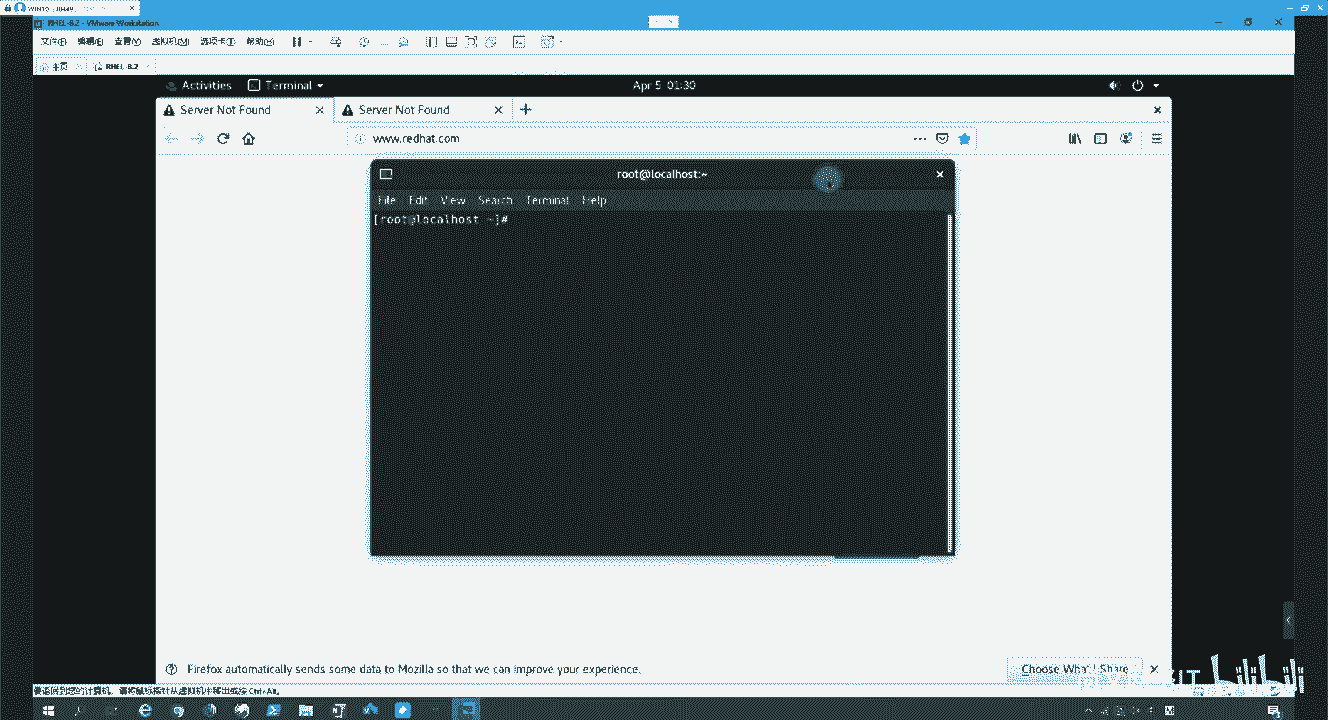 RHEL-8.2 - VMware Workstation
文件(F) 编辑(E) 查看(V) 虚拟机(M) 选项卡(T) 帮助(H)
主页 RHEL-8.2
Activities Terminal Apr 5 01:30
Server Not Found Server Not Found
www.redhat.com
root@localhost:~
File Edit View Search Terminal Help
[root@localhost ~]#
Firefox automatically sends some data to Mozilla so that we can improve your experience.
Choose What I Share
要返回到您的计算机，请将鼠标指针从虚拟机中移出或按 Ctrl+Alt。
bilibili